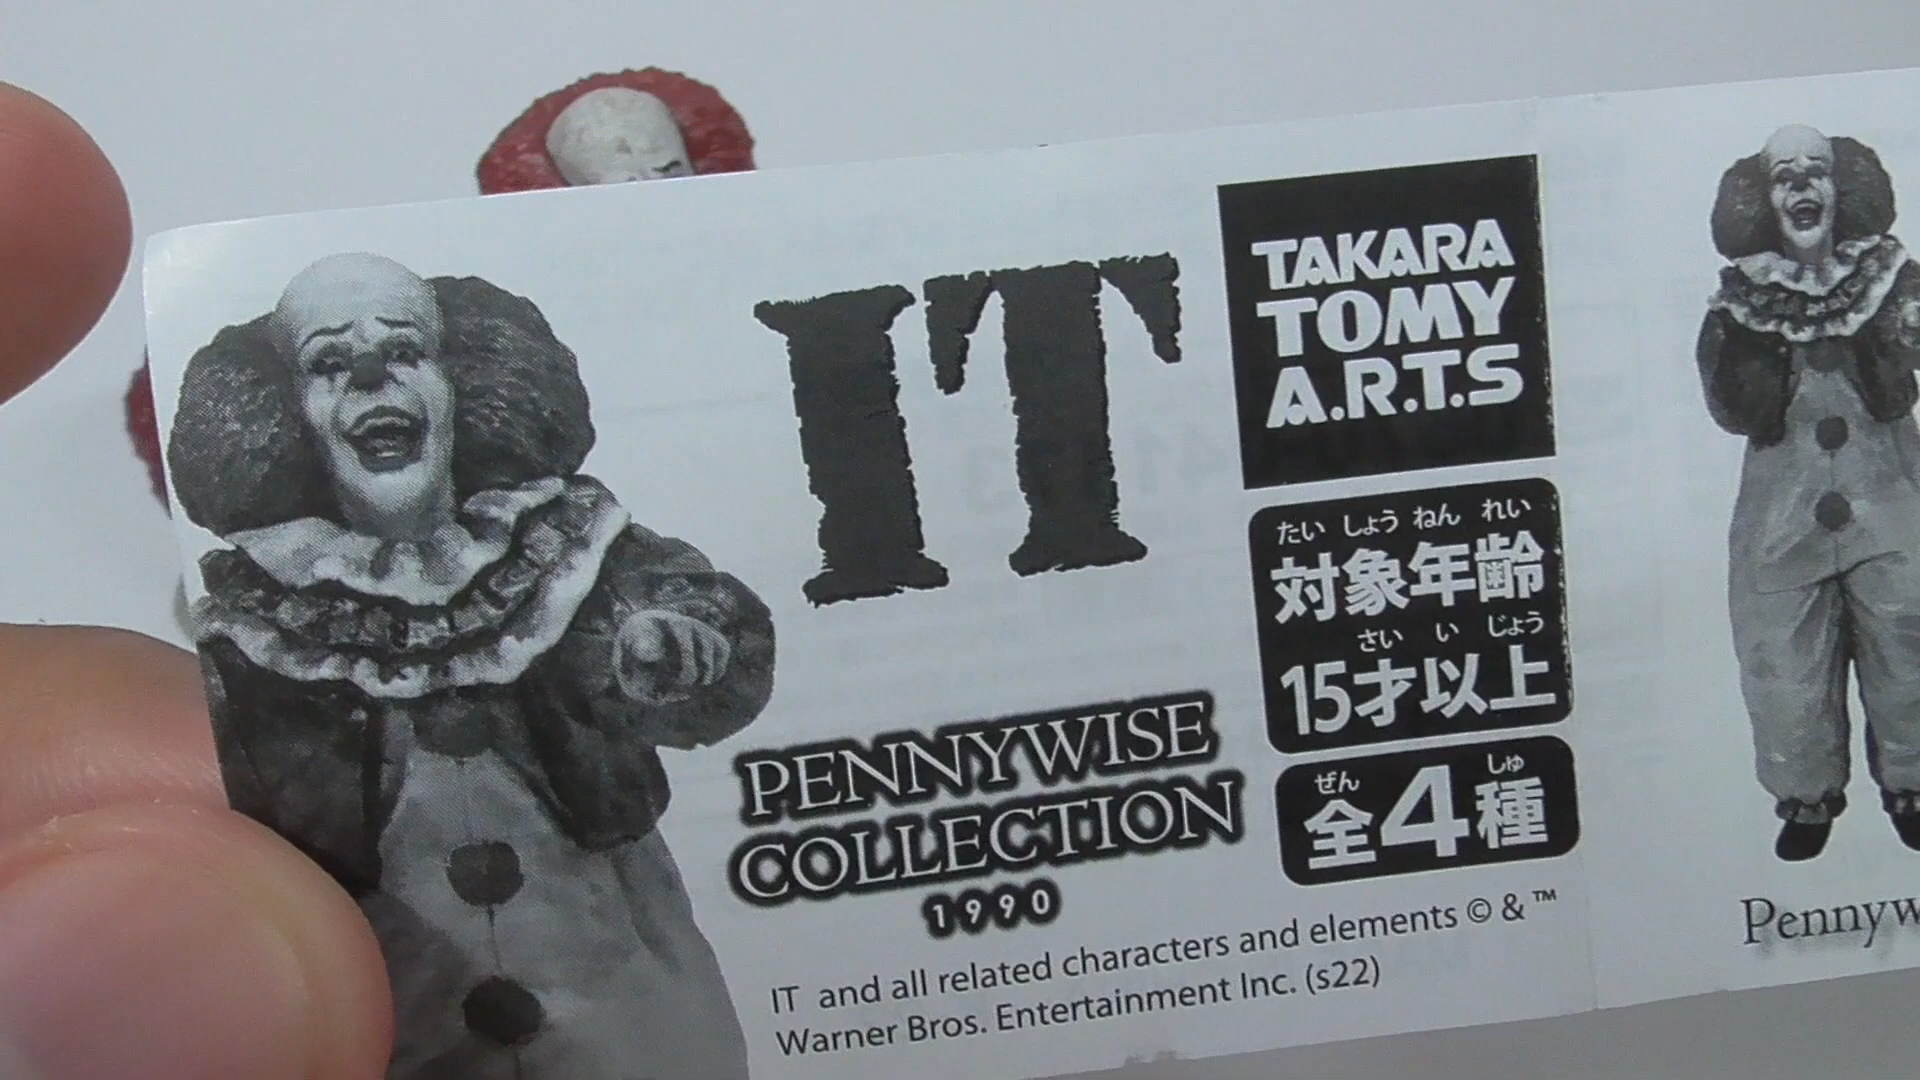 IT
TAKARA
TOMY
A.R.T.S
たい しょう ねん れい
対象年齢
さい い じょう
15才以上
ぜん しゅ
全4種
PENNYWISE
COLLECTION
1990
IT and all related characters and elements © & ™
Warner Bros. Entertainment Inc. (s22)